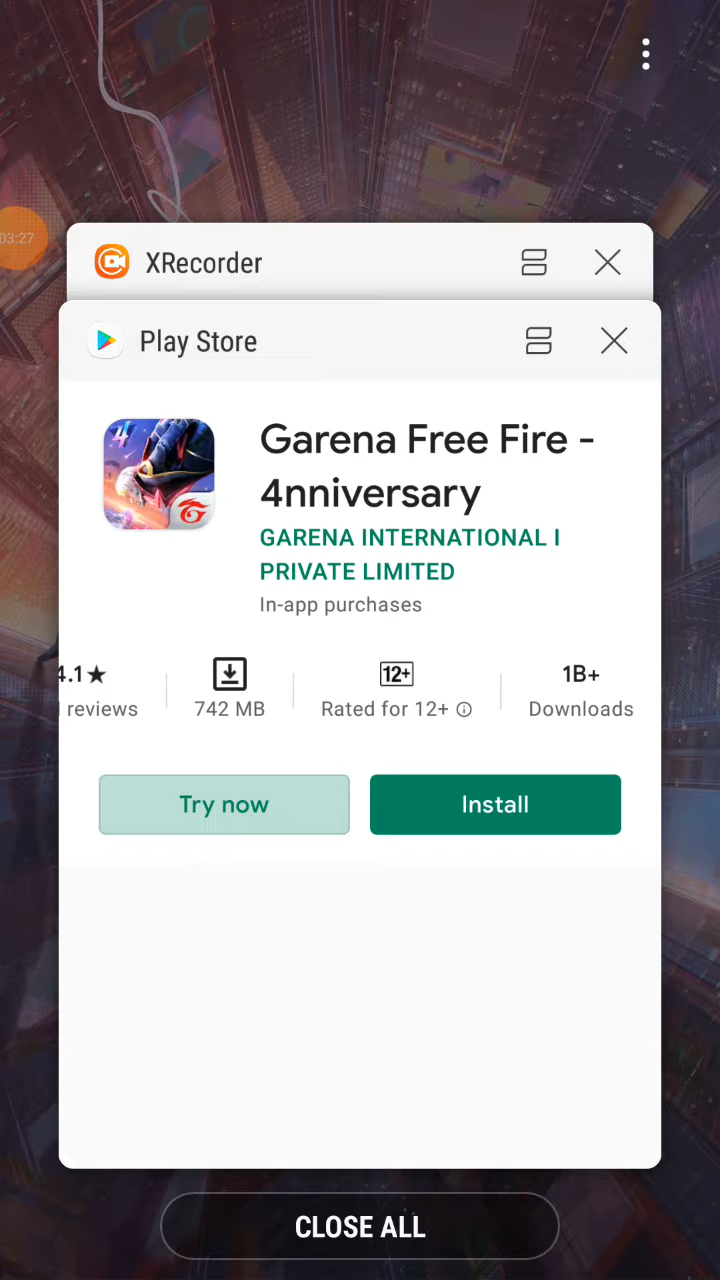 03:27
XRecorder
Play Store
4
Garena Free Fire -
4nniversary
GARENA INTERNATIONAL I
PRIVATE LIMITED
In-app purchases
4.1★
reviews
742 MB
12+
Rated for 12+
1B+
Downloads
Try now
Install
CLOSE ALL